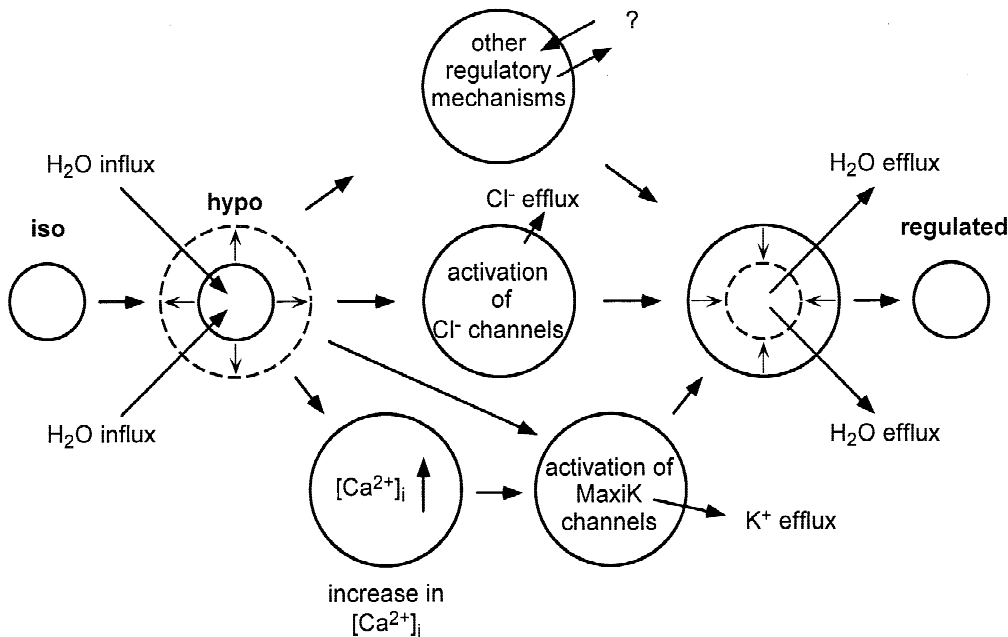 other
regulatory
mechanisms
?
H₂O influx
hypo
iso
Cl⁻ efflux
activation
of
Cl⁻ channels
H₂O efflux
regulated
H₂O influx
H₂O efflux
[Ca²⁺]ᵢ
activation of
MaxiK
channels
K⁺ efflux
increase in
[Ca²⁺]ᵢ